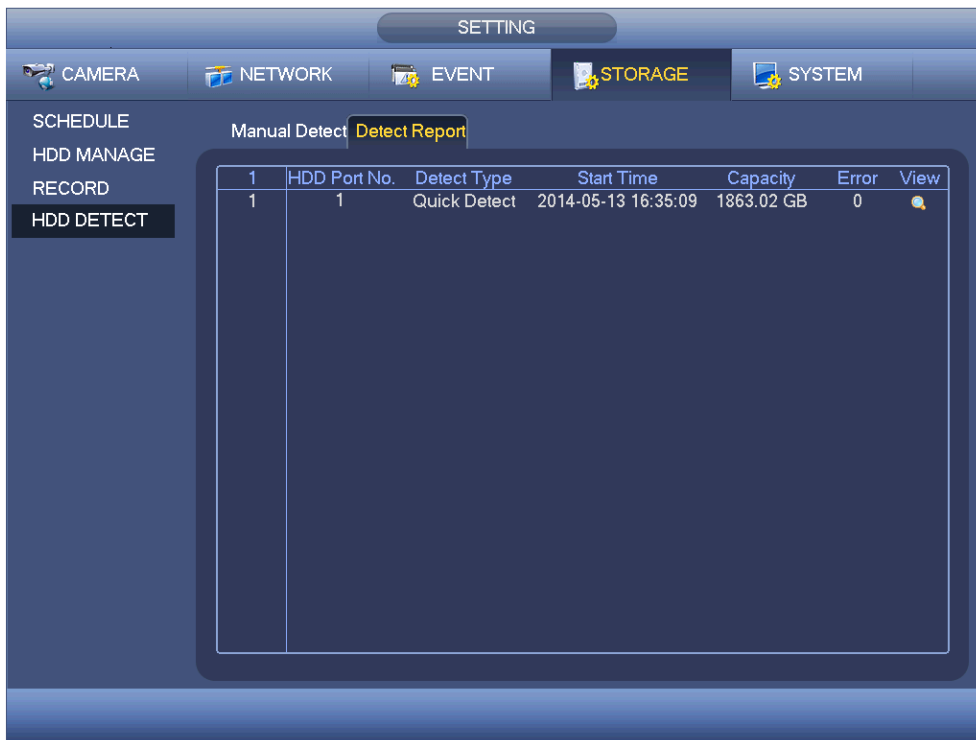 SETTING
CAMERA NETWORK EVENT STORAGE SYSTEM
SCHEDULE
HDD MANAGE
RECORD
HDD DETECT
Manual Detect Detect Report
1 HDD Port No. Detect Type Start Time Capacity Error View
1 1 Quick Detect 2014-05-13 16:35:09 1863.02 GB 0